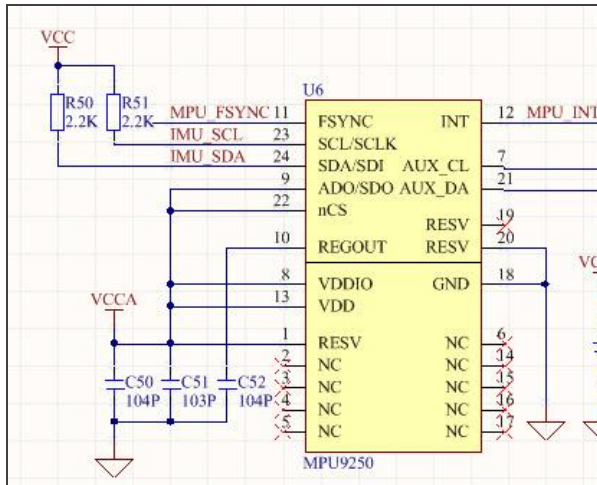 VCC
U6
R50
2.2K
R51
2.2K
MPU_FSYNC 11 FSYNC INT 12 MPU_INT
IMU_SCL 23 SCL/SCLK
IMU_SDA 24 SDA/SDI AUX_CL 7
9 ADO/SDO AUX_DA 21
22 nCS
RESV 19
10 REGOUT RESV 20
8 VDDIO GND 18
VC
VCCA
13 VDD
1 RESV NC 6
2 NC NC 14
3 NC NC 15
4 NC NC 16
5 NC NC 17
C50
104P
C51
103P
C52
104P
MPU9250